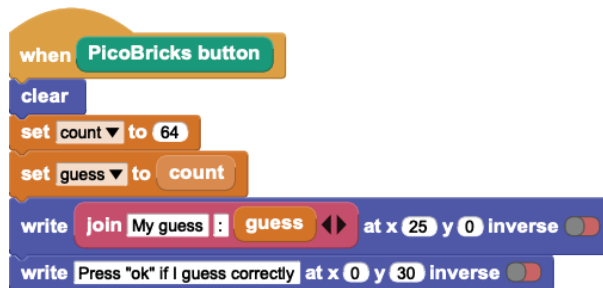 when PicoBricks button
clear
set count to 64
set guess to count
write join My guess : guess at x 25 y 0 inverse
write Press "ok" if I guess correctly at x 0 y 30 inverse